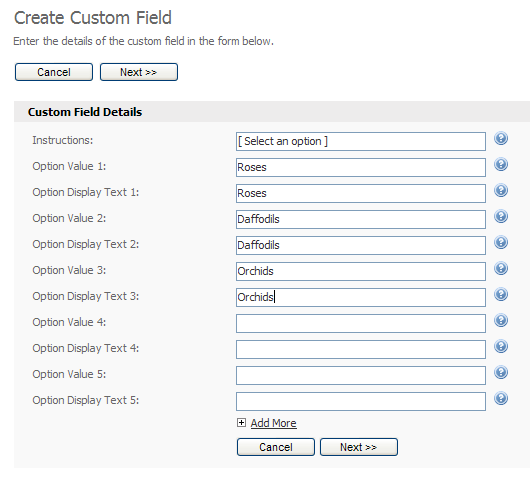 Create Custom Field
Enter the details of the custom field in the form below.
Cancel Next >>
Custom Field Details
Instructions: [ Select an option ]
Option Value 1: Roses
Option Display Text 1: Roses
Option Value 2: Daffodils
Option Display Text 2: Daffodils
Option Value 3: Orchids
Option Display Text 3: Orchids
Option Value 4:
Option Display Text 4:
Option Value 5:
Option Display Text 5:
Add More
Cancel Next >>